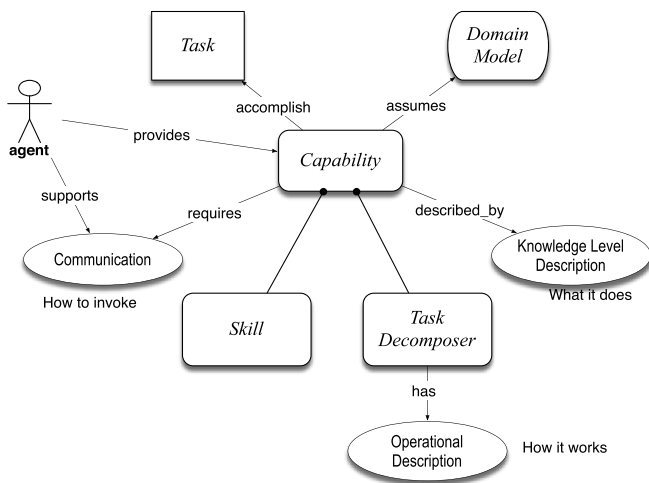 Task
Domain
Model
accomplish
assumes
agent
provides
Capability
supports
requires
described_by
Communication
Knowledge Level
Description
How to invoke
What it does
Skill
Task
Decomposer
has
Operational
Description
How it works